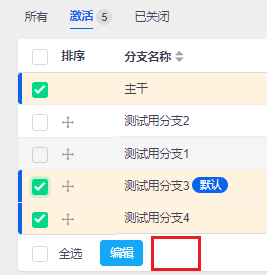 所有 激活 5 已关闭
排序 分支名称
主干
测试用分支2
测试用分支1
测试用分支3 默认
测试用分支4
全选 编辑